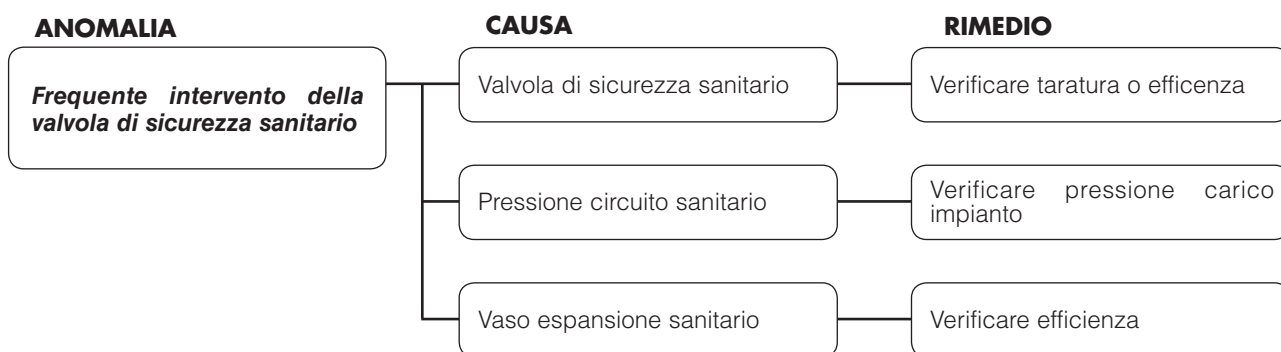 ANOMALIA
CAUSA
RIMEDIO
Frequente intervento della
valvola di sicurezza sanitario
Valvola di sicurezza sanitario
Verificare taratura o efficenza
Pressione circuito sanitario
Verificare pressione carico
impianto
Vaso espansione sanitario
Verificare efficienza